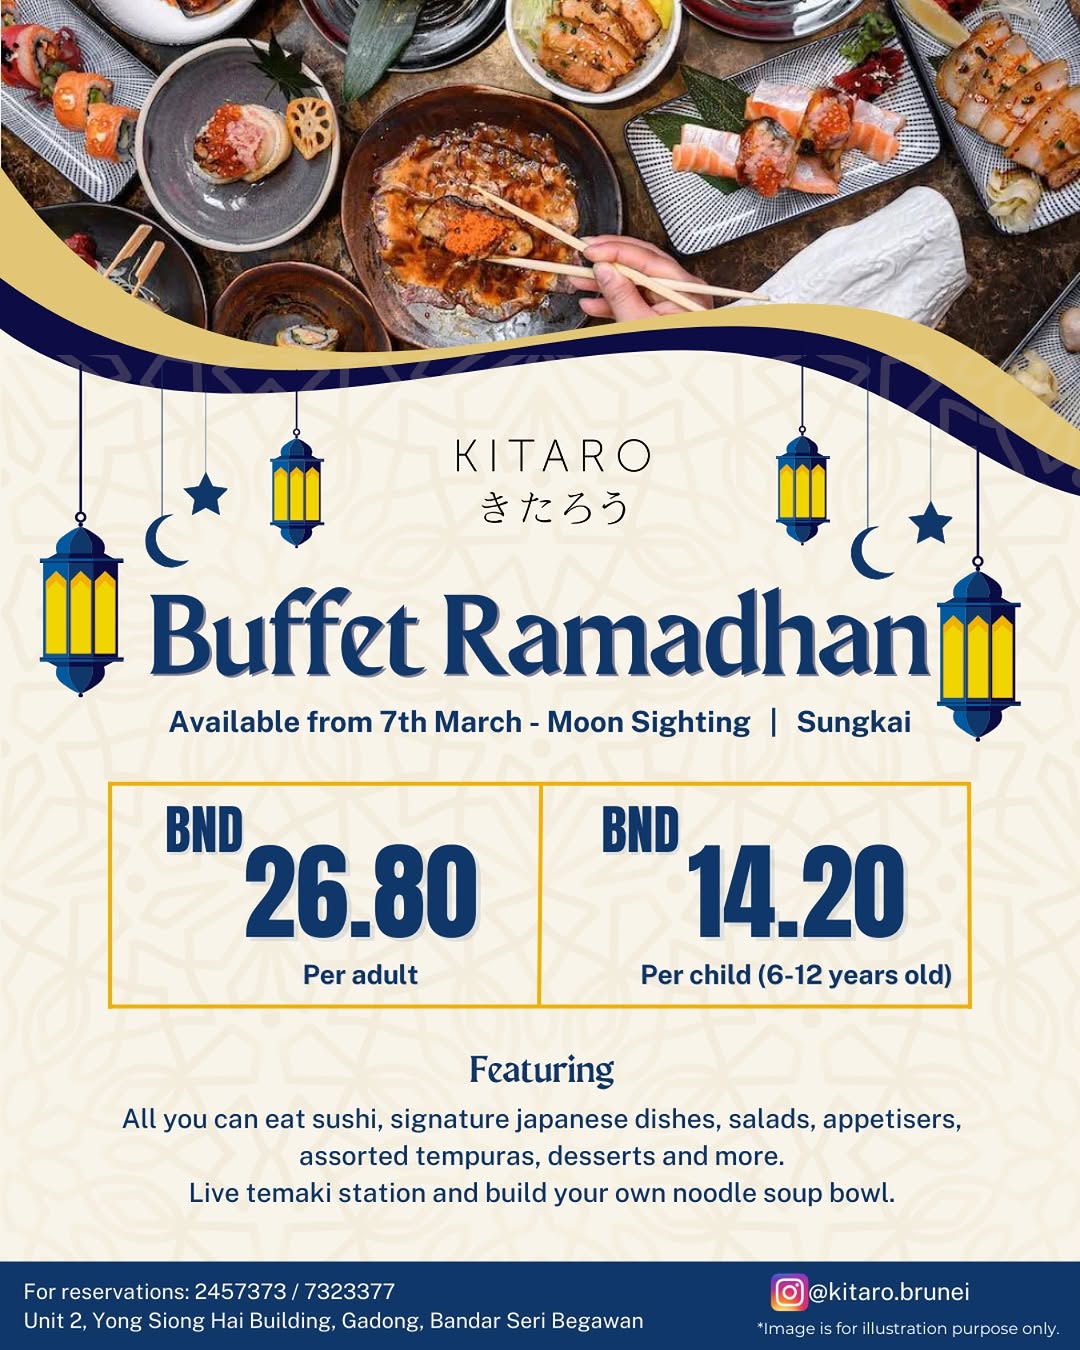 KITARO
きたろう
Buffet Ramadhan
Available from 7th March - Moon Sighting | Sungkai
BND 26.80
Per adult
BND 14.20
Per child (6-12 years old)
Featuring
All you can eat sushi, signature japanese dishes, salads, appetisers,
assorted tempuras, desserts and more.
Live temaki station and build your own noodle soup bowl.
For reservations: 2457373 / 7323377
Unit 2, Yong Siong Hai Building, Gadong, Bandar Seri Begawan
@kitaro.brunei
*Image is for illustration purpose only.